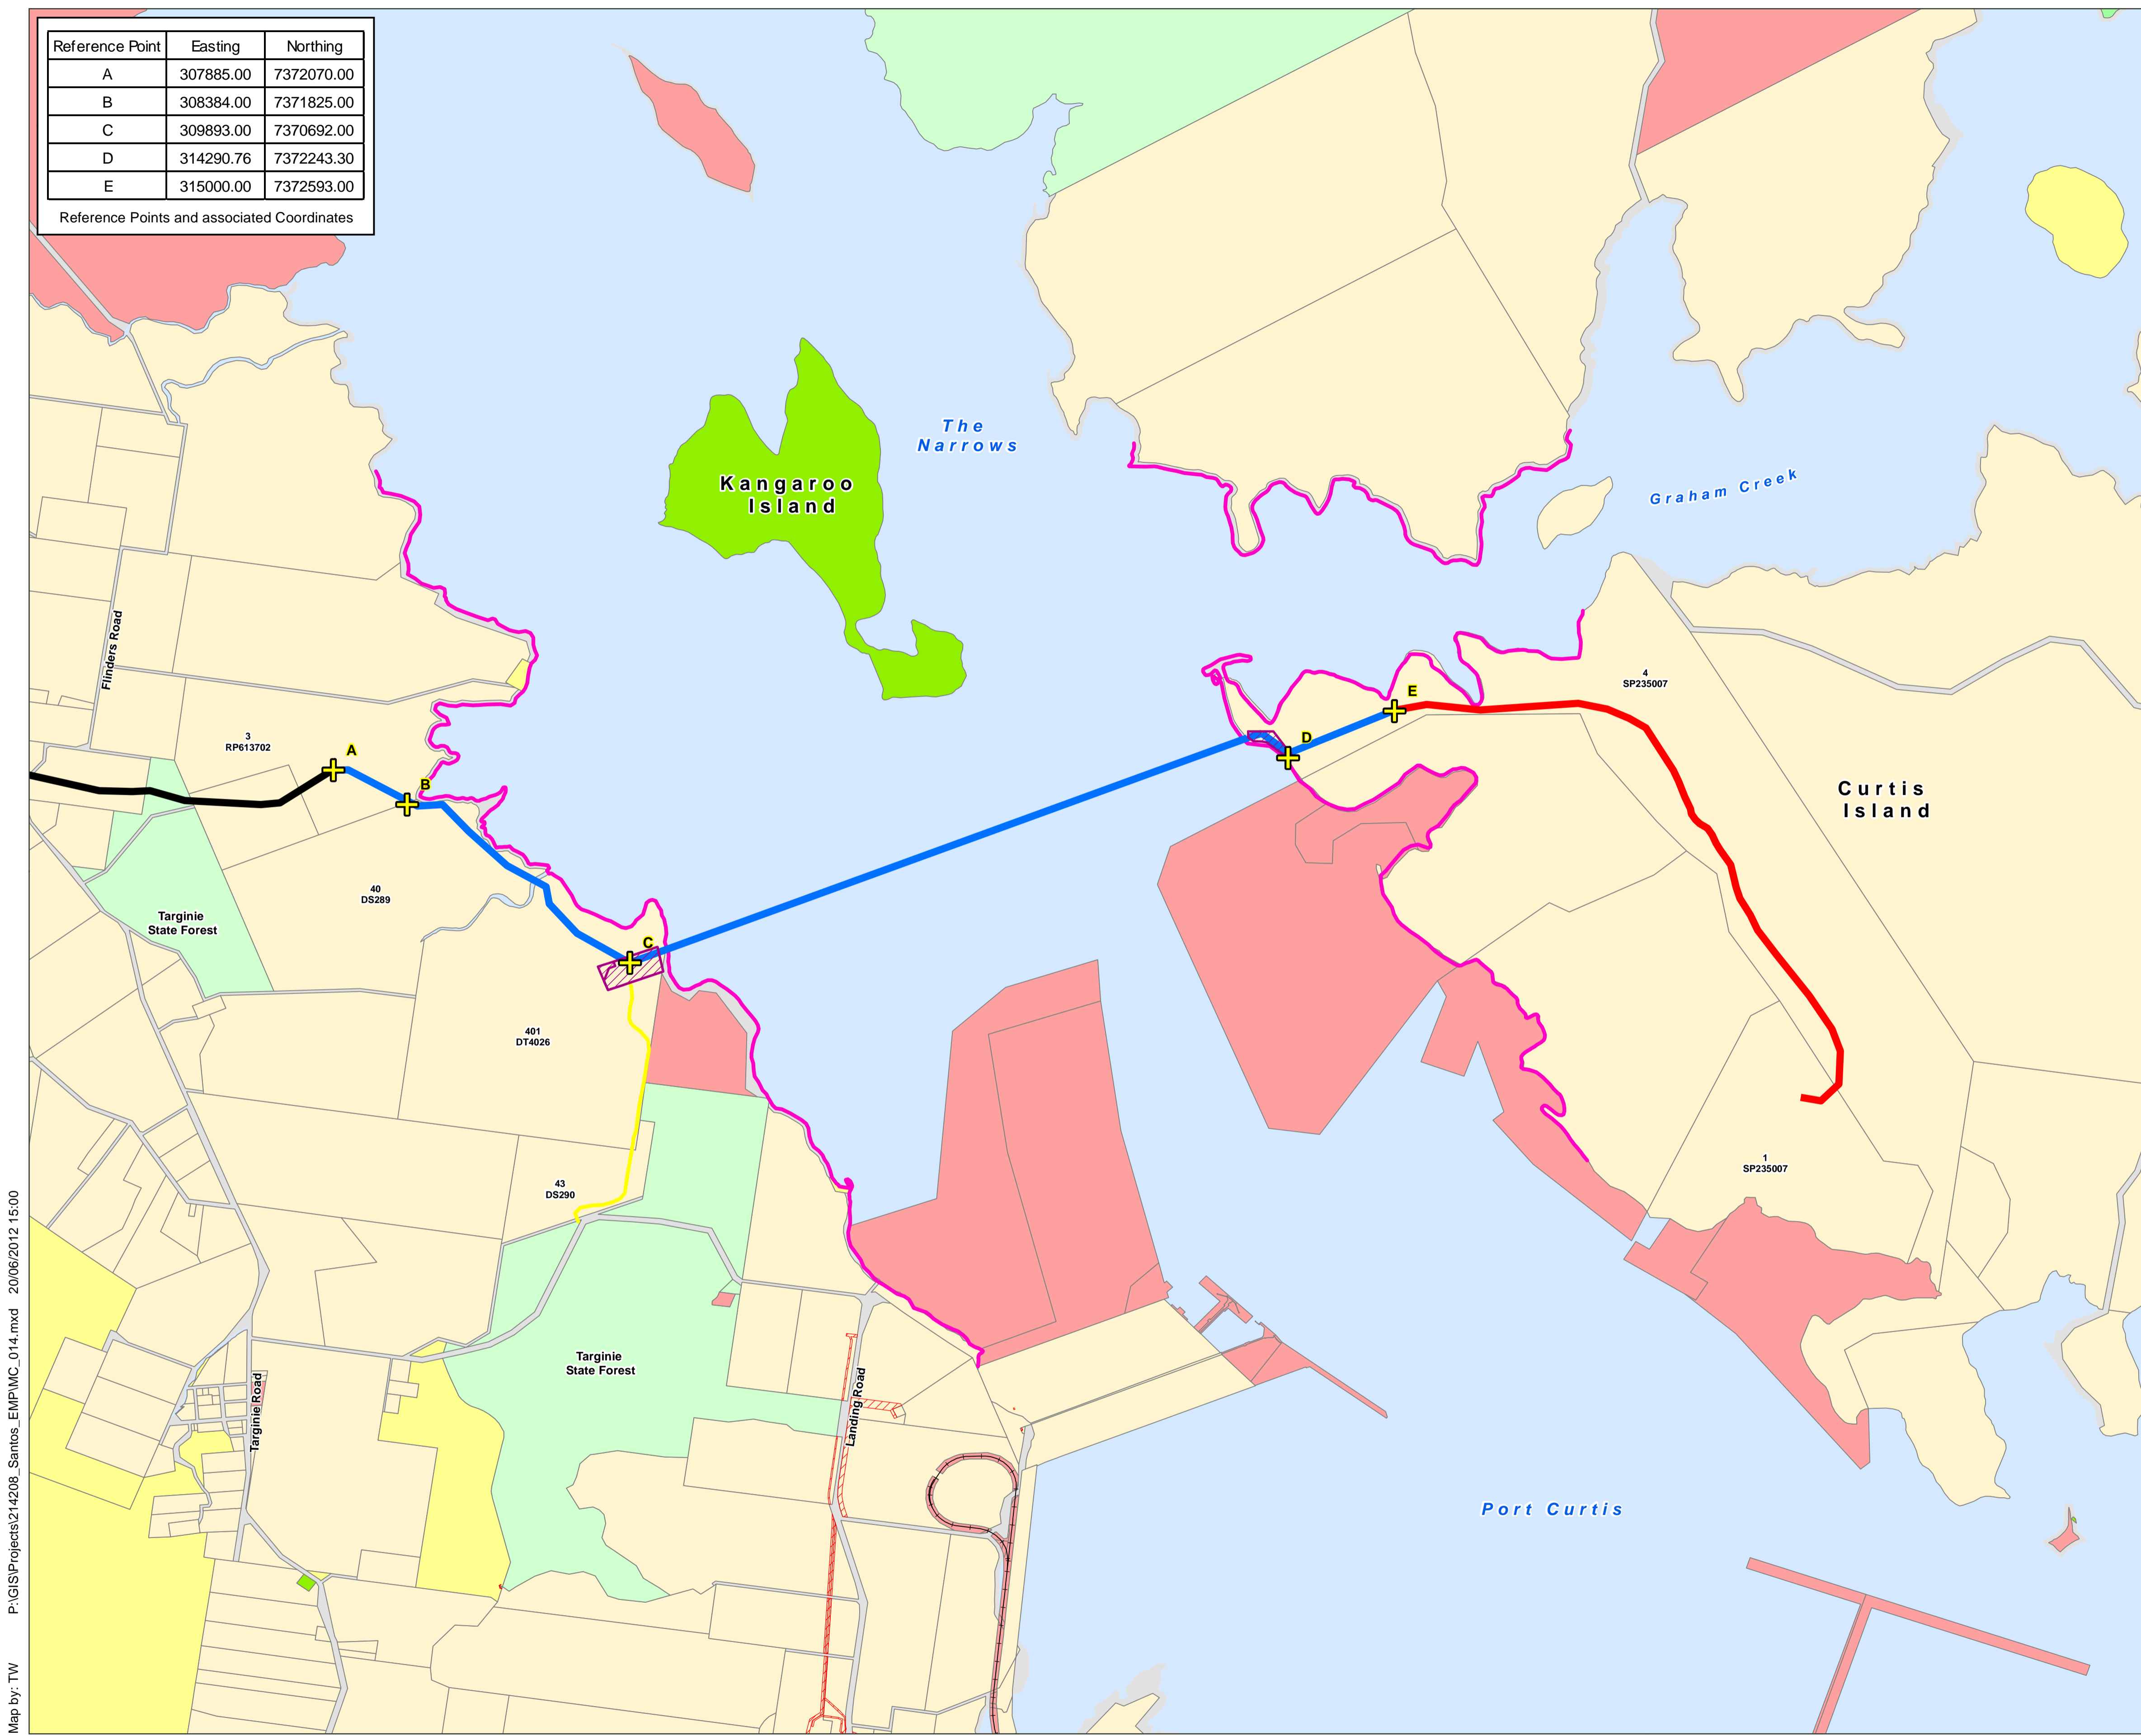 Reference Point Easting Northing
A 307885.00 7372070.00
B 308384.00 7371825.00
C 309893.00 7370692.00
D 314290.76 7372243.30
E 315000.00 7372593.00
Reference Points and associated Coordinates
The
Narrows
Kangaroo
Island
Graham Creek
Flinders Road
4
SP235007
E
D
3
RP613702
A
B
Curtis
Island
40
DS289
Targinie
State Forest
C
401
DT4026
1
SP235007
43
DS290
Targinie
State Forest
Targinie Road
Landing Road
Port Curtis
Map by: TW P:\GIS\Projects\214208_Santos_EMP\MC_014.mxd 20/06/2012 15:00